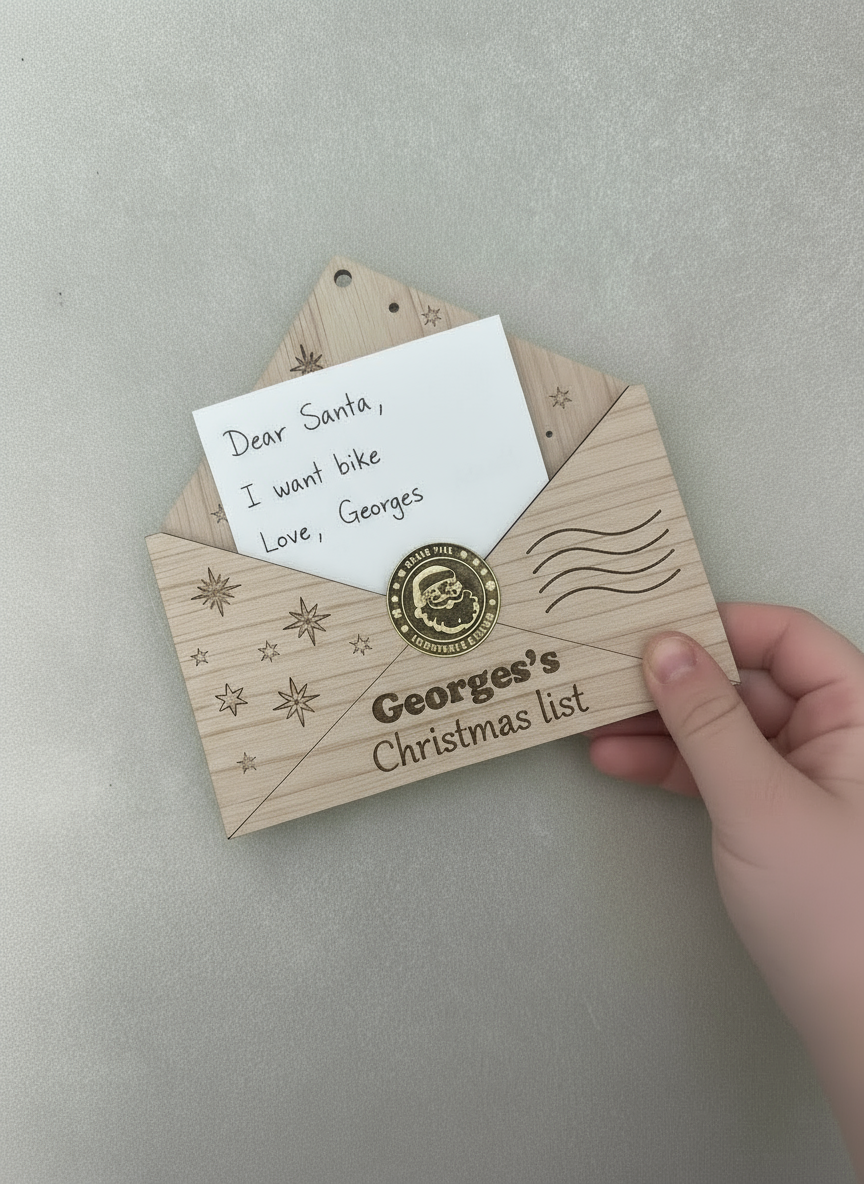 Dear Santa,
I want bike
Love, Georges
Georges's
Christmas list